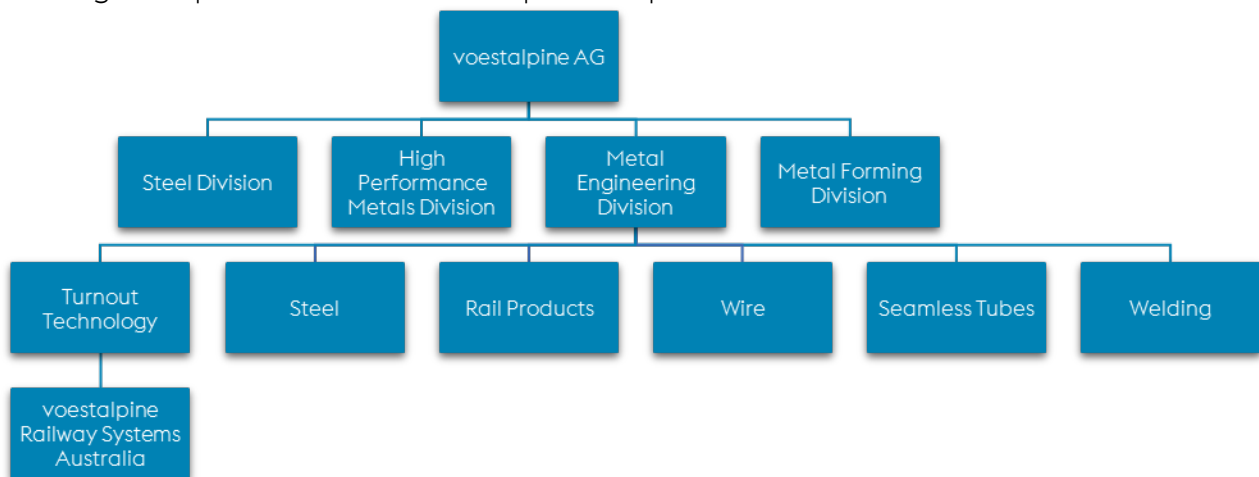 voestalpine AG
Steel Division
High
Performance
Metals Division
Metal
Engineering
Division
Metal Forming
Division
Turnout
Technology
Steel
Rail Products
Wire
Seamless Tubes
Welding
voestalpine
Railway Systems
Australia